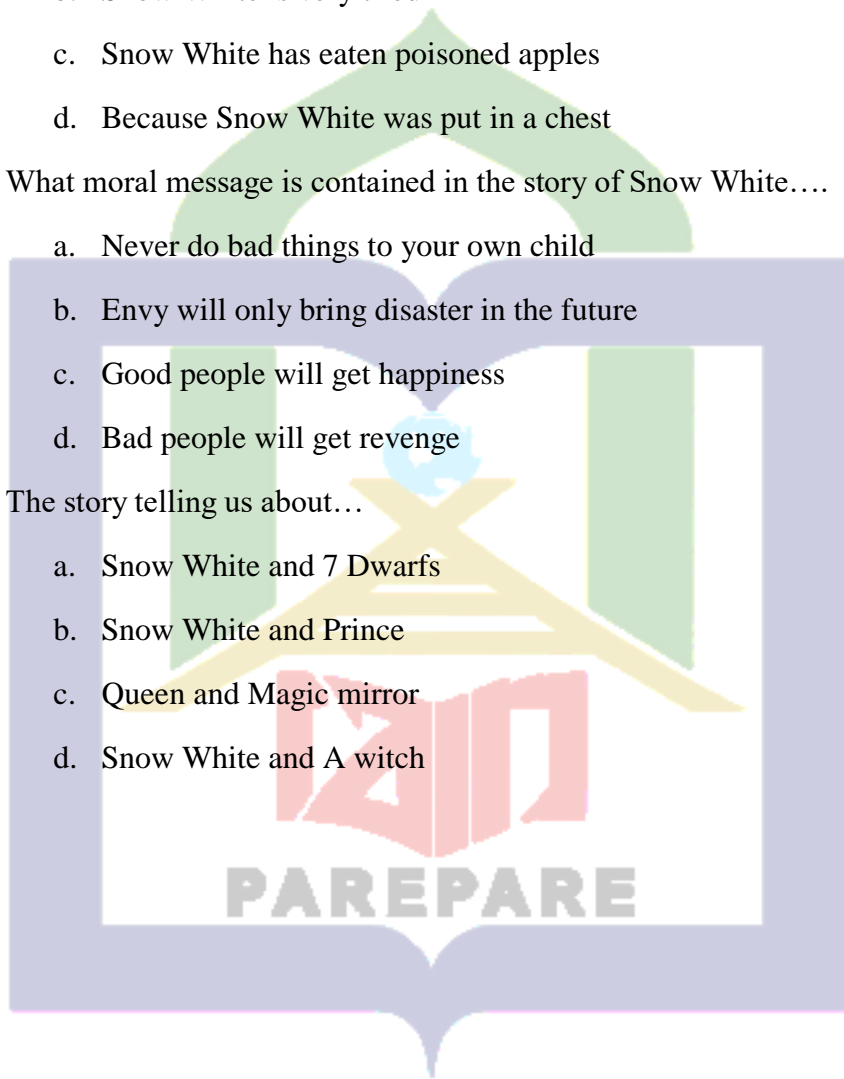 c. Snow White has eaten poisoned apples
d. Because Snow White was put in a chest
What moral message is contained in the story of Snow White….
a. Never do bad things to your own child
b. Envy will only bring disaster in the future
c. Good people will get happiness
d. Bad people will get revenge
The story telling us about…
a. Snow White and 7 Dwarfs
b. Snow White and Prince
c. Queen and Magic mirror
d. Snow White and A witch
PAREPARE